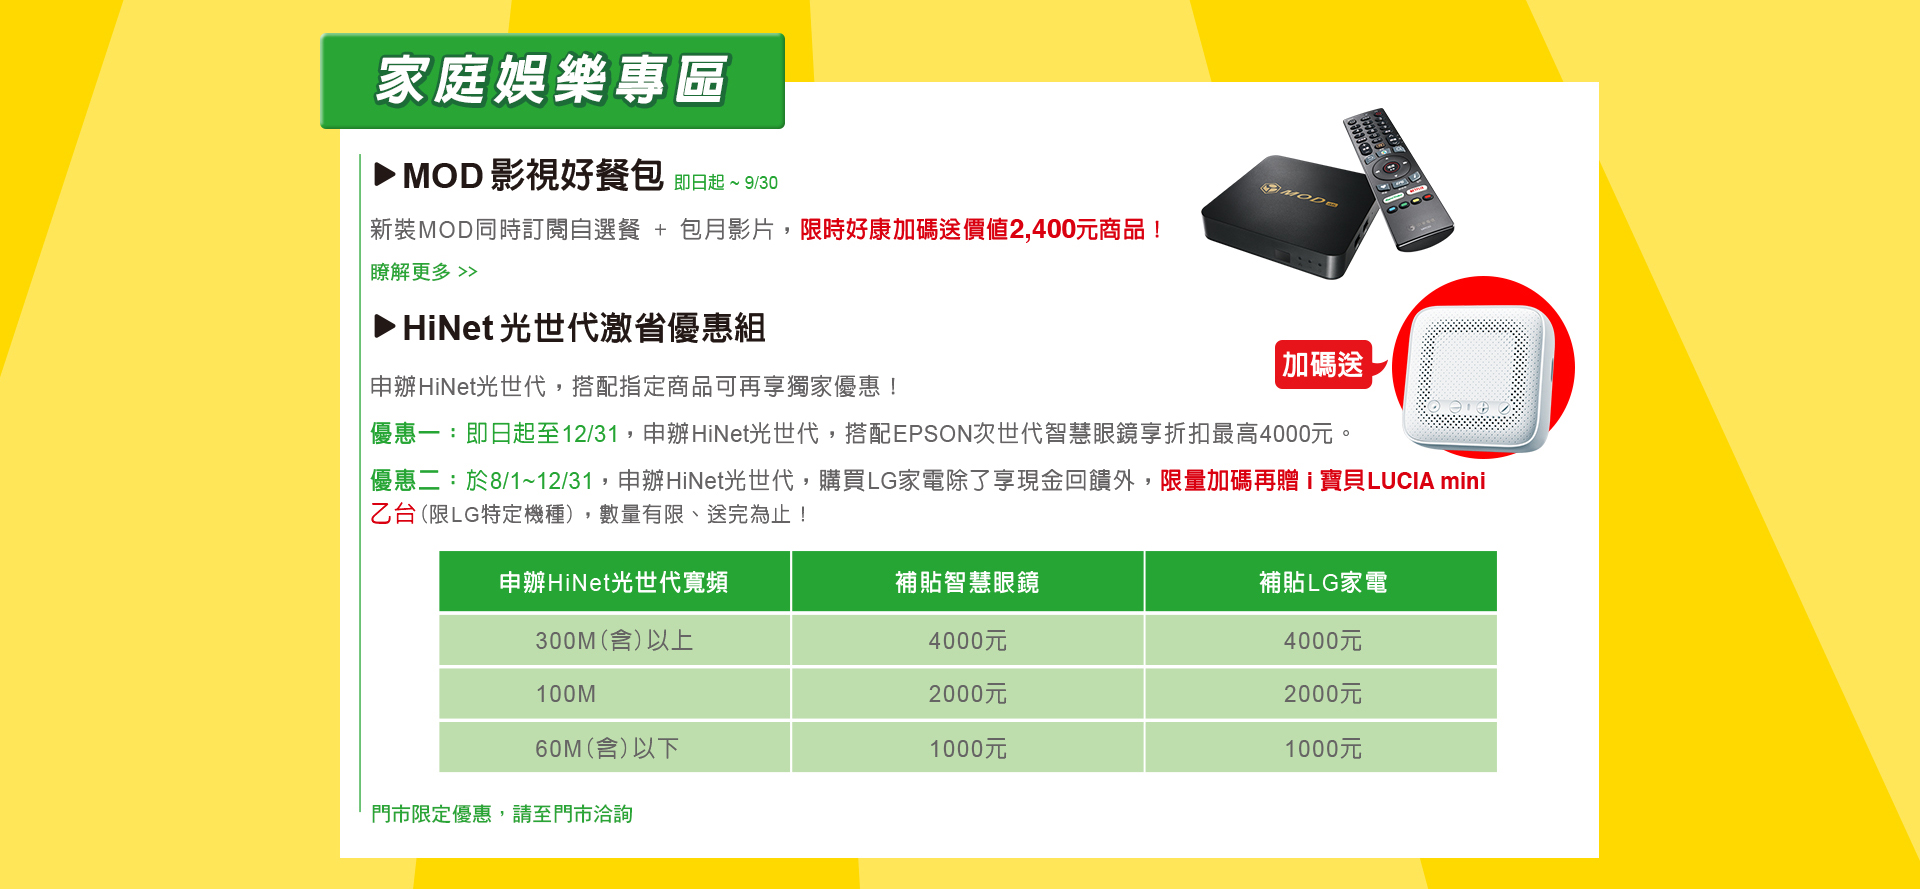 家庭娛樂專區
▶MOD影視好餐包 即日起 ~ 9/30
新裝MOD同時訂閱自選餐 + 包月影片，限時好康加碼送價值2,400元商品！
瞭解更多 >>
MOD
▶HiNet光世代激省優惠組
加碼送
申辦HiNet光世代，搭配指定商品可再享獨家優惠！
優惠一：即日起至12/31，申辦HiNet光世代，搭配EPSON次世代智慧眼鏡享折扣最高4000元。
優惠二：於8/1~12/31，申辦HiNet光世代，購買LG家電除了享現金回饋外，限量加碼再贈 i 寶貝LUCIA mini
乙台（限LG特定機種），數量有限、送完為止！
申辦HiNet光世代寬頻 補貼智慧眼鏡 補貼LG家電
300M（含）以上 4000元 4000元
100M 2000元 2000元
60M（含）以下 1000元 1000元
門市限定優惠，請至門市洽詢